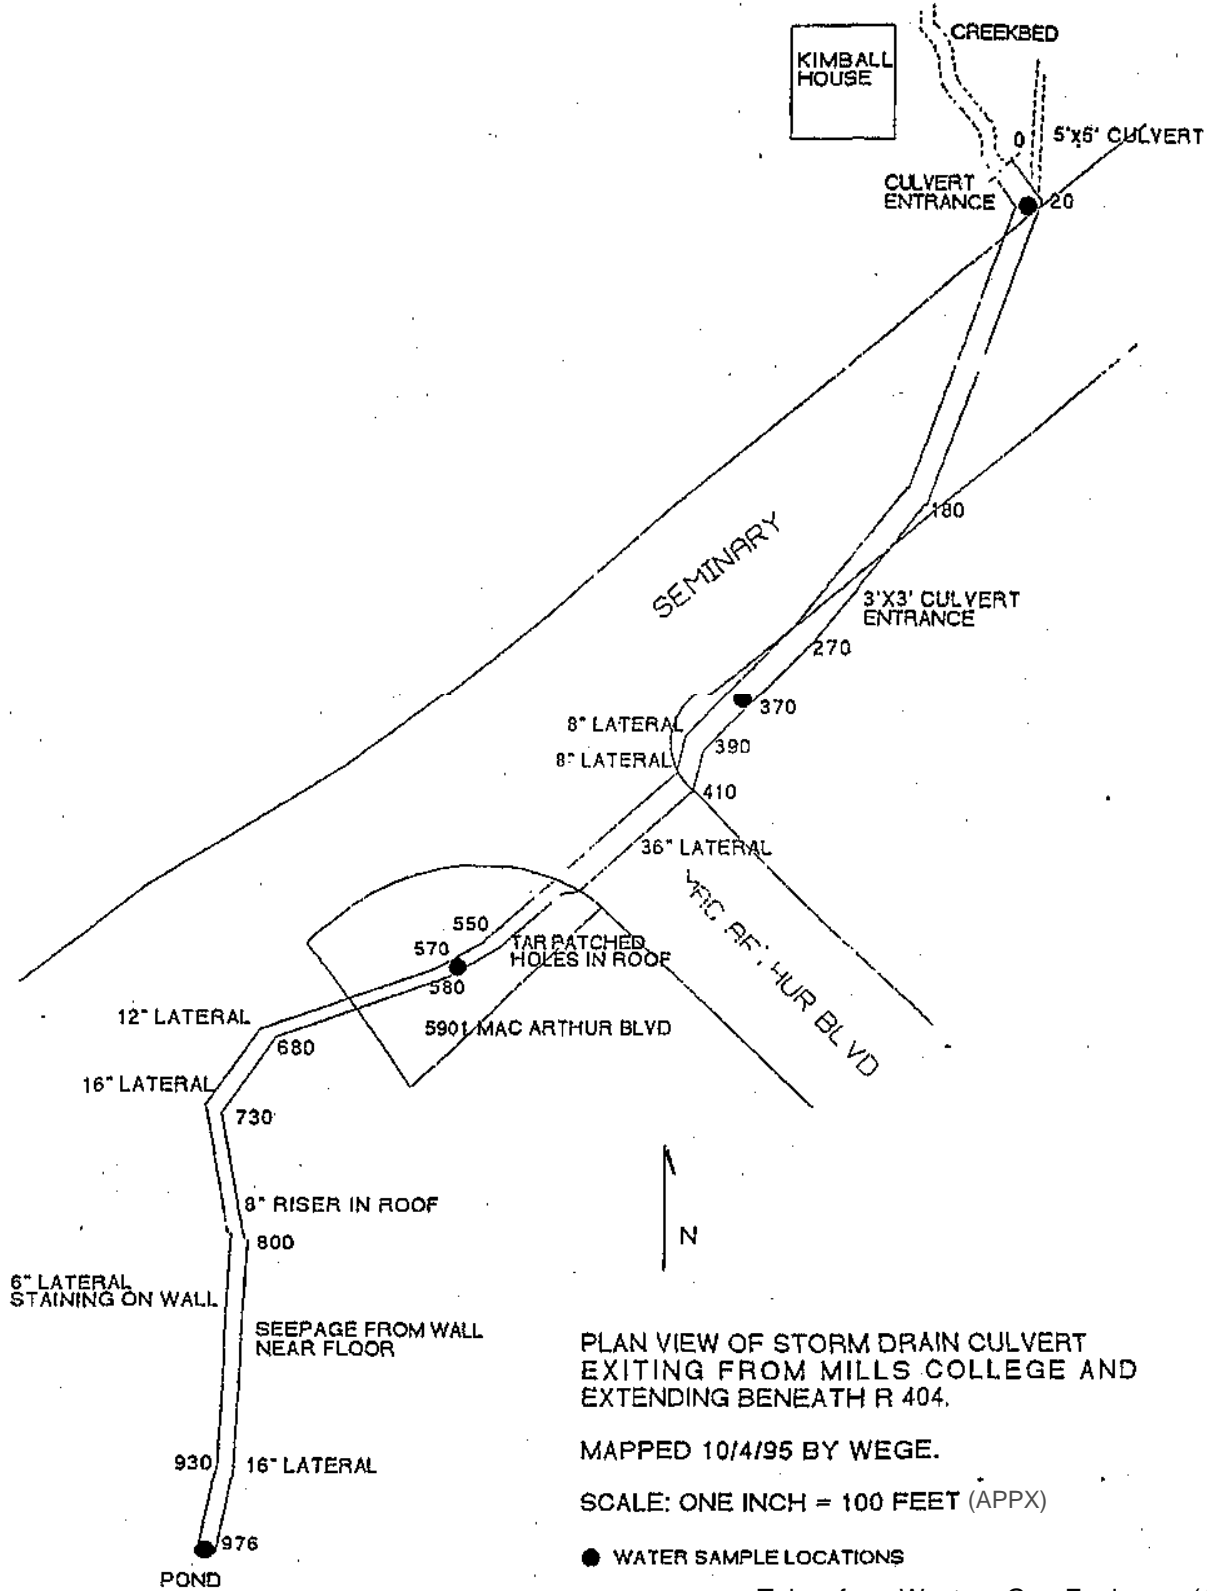 CREEKBED
KIMBALL
HOUSE
0
5'X6' CULVERT
CULVERT
ENTRANCE
20
180
SEMINARY
3'X3' CULVERT
ENTRANCE
270
370
8" LATERAL
390
8" LATERAL
410
36" LATERAL
MAC ARTHUR BLVD
550
570
TAR PATCHED
HOLES IN ROOF
580
12" LATERAL
5901 MAC ARTHUR BLVD
680
16" LATERAL
730
8" RISER IN ROOF
N
800
6" LATERAL
STAINING ON WALL
SEEPAGE FROM WALL
NEAR FLOOR
PLAN VIEW OF STORM DRAIN CULVERT
EXITING FROM MILLS COLLEGE AND
EXTENDING BENEATH R 404.
MAPPED 10/4/95 BY WEGE.
930
16" LATERAL
SCALE: ONE INCH = 100 FEET (APPX)
976
WATER SAMPLE LOCATIONS
POND